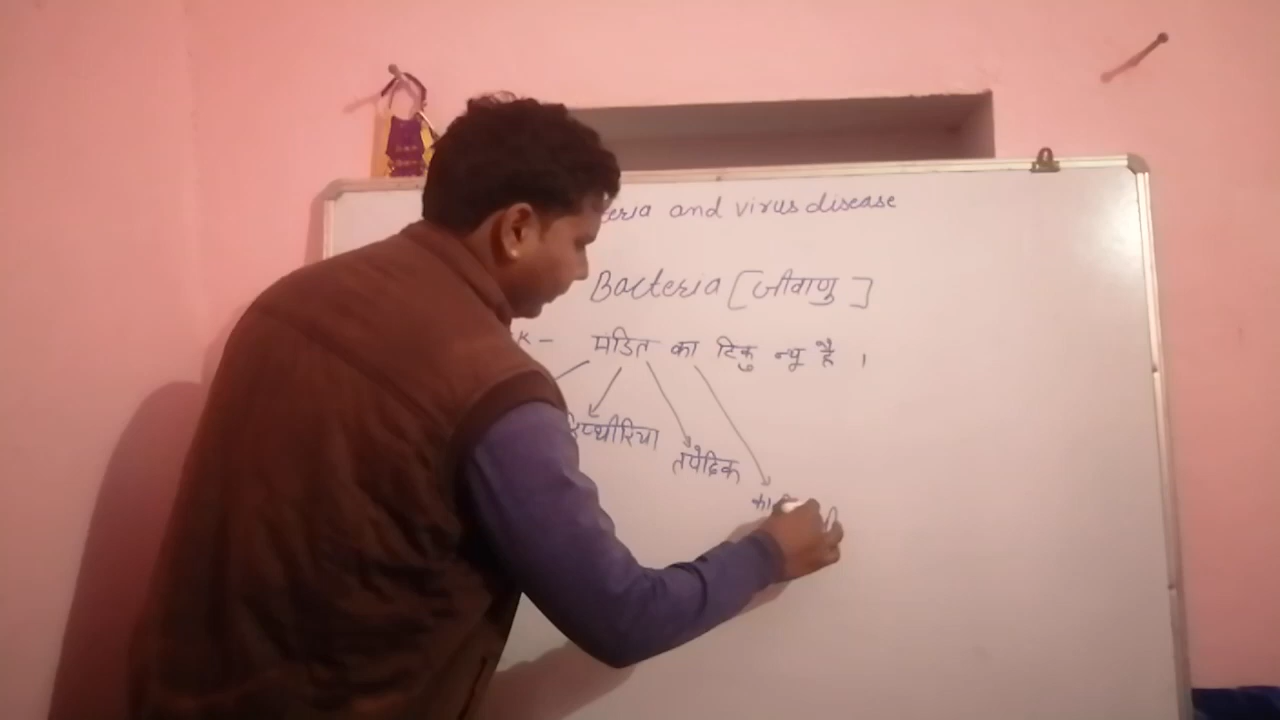 and virus disease
Bacteria [जीवाणु]
K - मंडित का टिकु न्यू है ।
डिप्थीरिया
तपेदिक